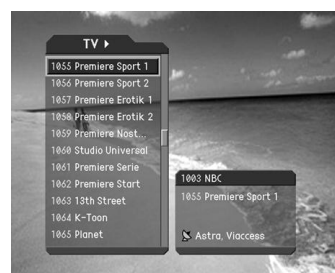 TV
1055 Premiere Sport 1
1056 Premiere Sport 2
1057 Premiere Erotik 1
1058 Premiere Erotik 2
1059 Premiere Nost...
1060 Studio Universal
1061 Premiere Serie
1062 Premiere Start
1063 13th Street
1064 K-Toon
1065 Planet
1003 NBC
1055 Premiere Sport 1
Astra, Viaccess